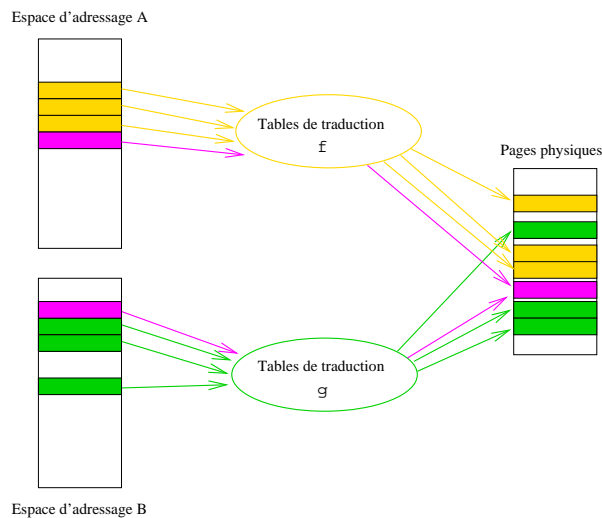 Espace d'adressage A
Tables de traduction
f
Pages physiques
Tables de traduction
g
Espace d'adressage B